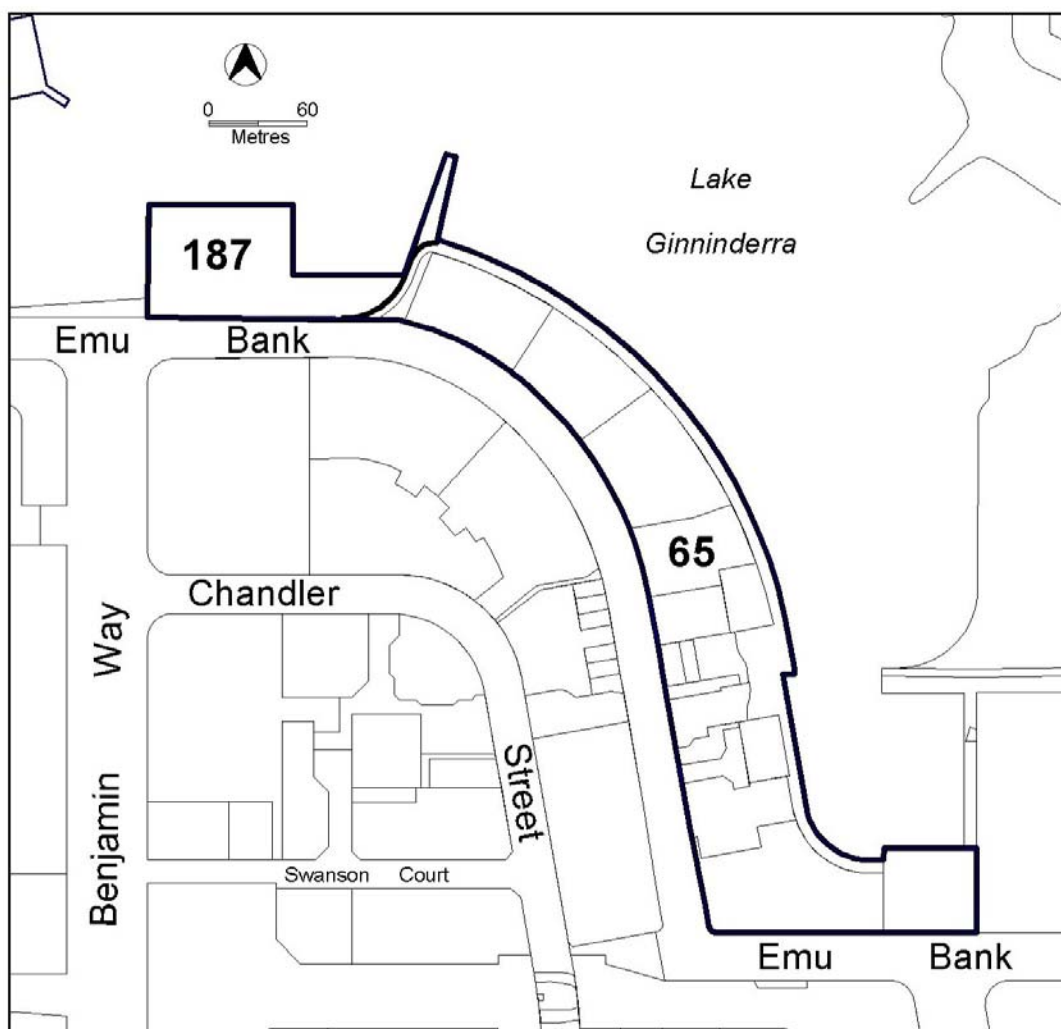 0 60
Metres
Lake
Ginninderra
187
Emu Bank
65
Chandler
Street
Benjamin Way
Swanson Court
Emu Bank